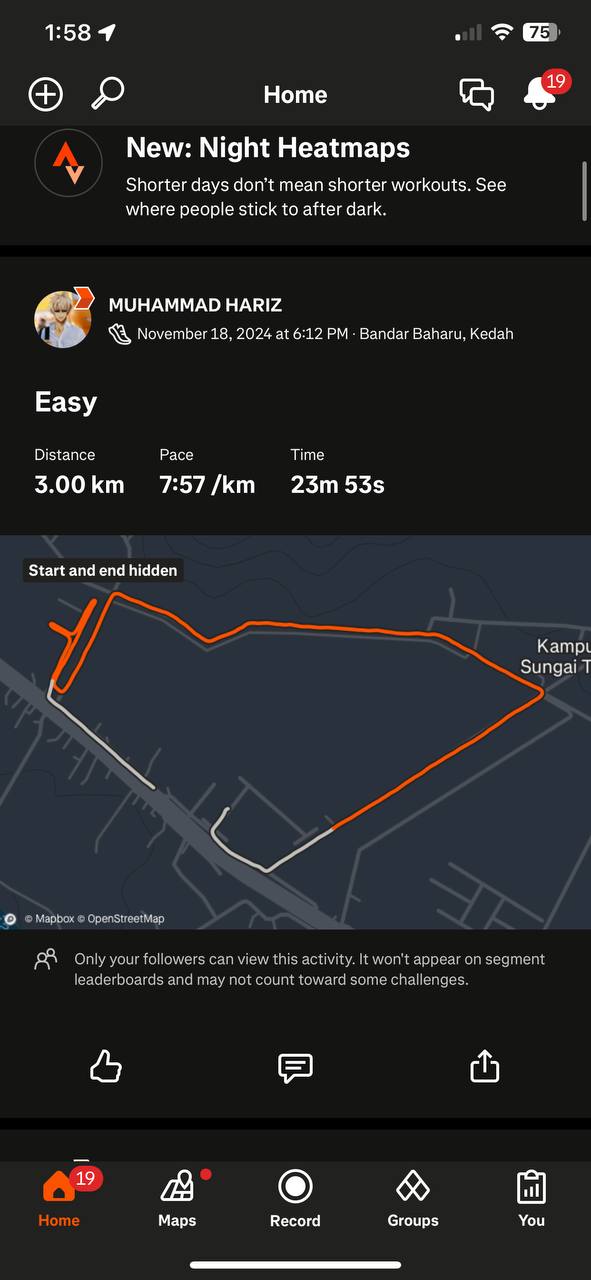 1:58
75
Home
19
New: Night Heatmaps
Shorter days don’t mean shorter workouts. See
where people stick to after dark.
MUHAMMAD HARIZ
November 18, 2024 at 6:12 PM · Bandar Baharu, Kedah
Easy
Distance Pace Time
3.00 km 7:57 /km 23m 53s
Start and end hidden
Kampu
Sungai T
© Mapbox © OpenStreetMap
Only your followers can view this activity. It won't appear on segment
leaderboards and may not count toward some challenges.
19
Home Maps Record Groups You